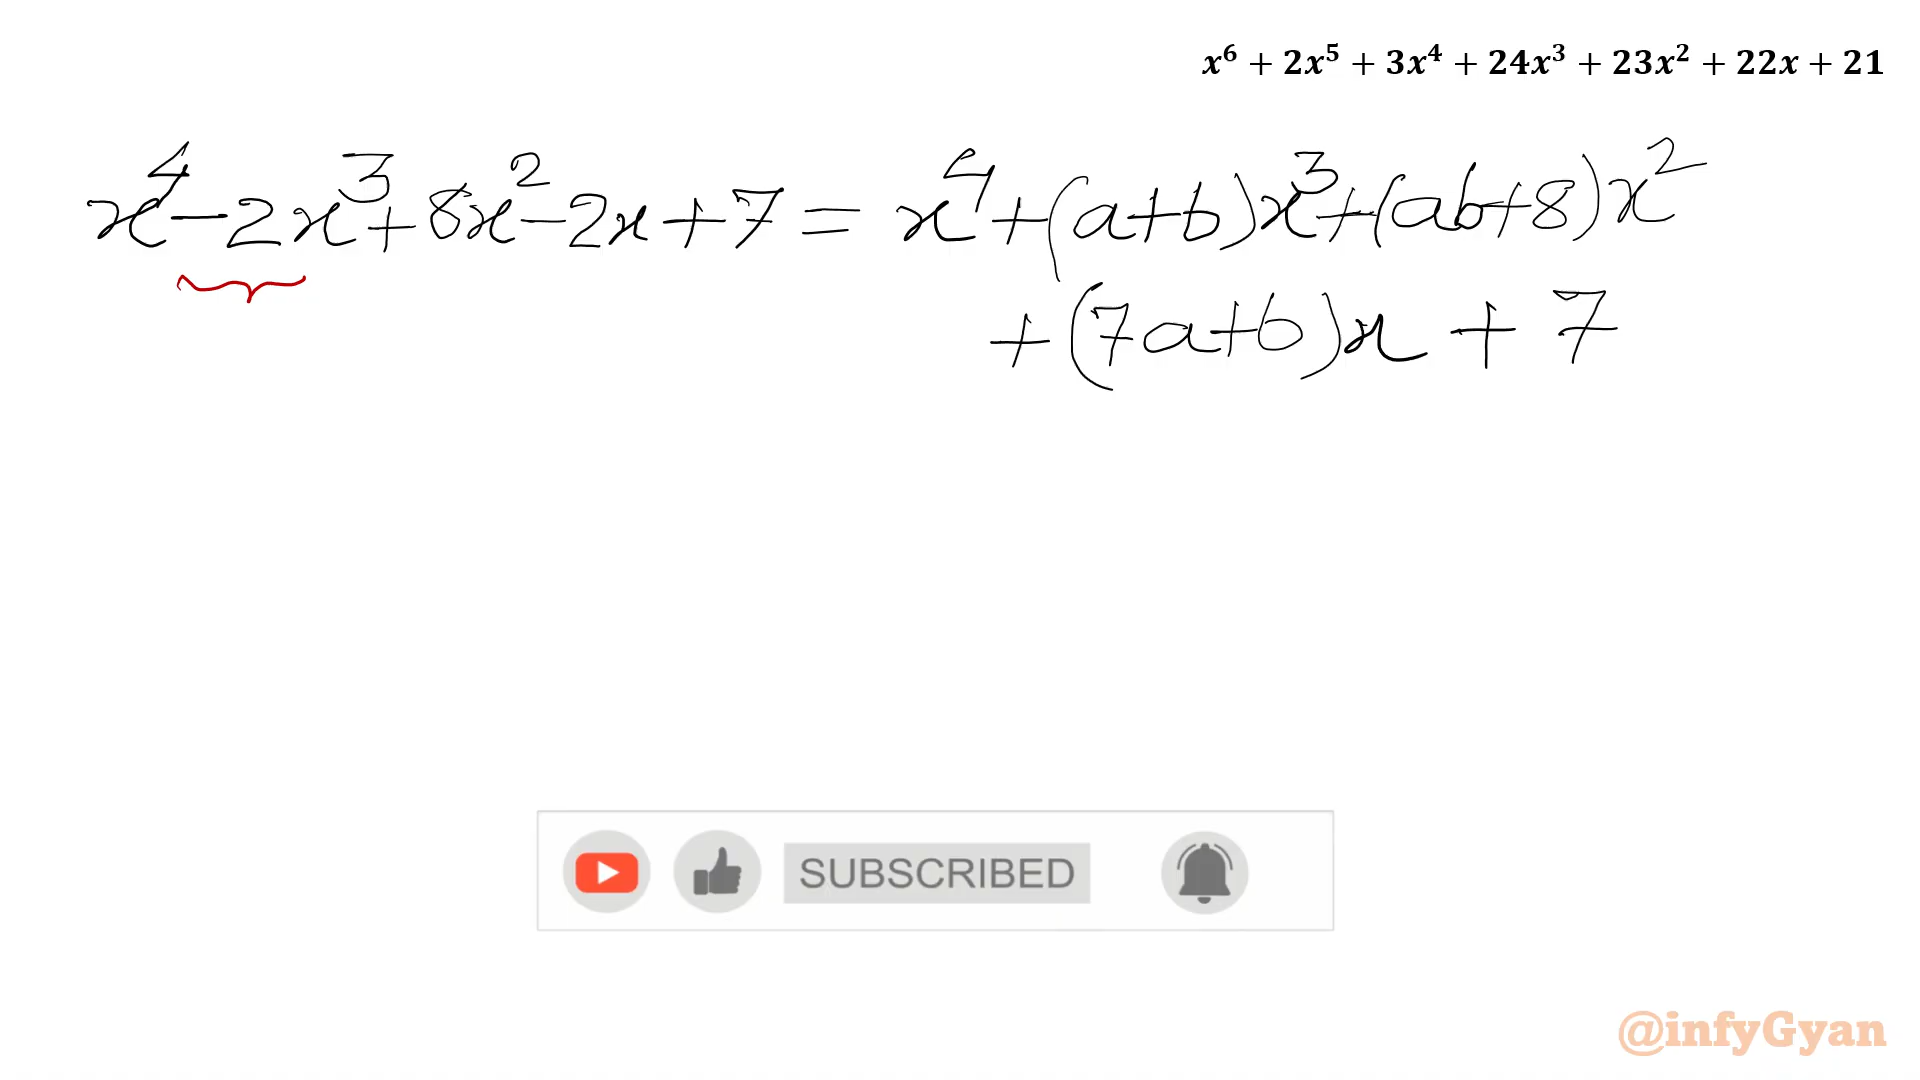 x⁶ + 2x⁵ + 3x⁴ + 24x³ + 23x² + 22x + 21
x⁴ - 2x³ + 8x² - 2x + 7 = x⁴ + (a+b)x³ + (ab+8)x²
+ (7a+b)x + 7
SUBSCRIBED
@infyGyan